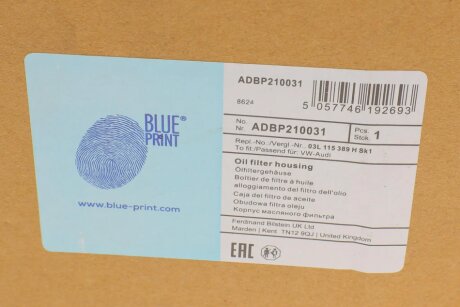 BLUE®
PRINT
www.blue-print.com
ADBP210031
8624
5 057746 192693
No.
Nr. ADBP210031
Pcs.
Stck. 1
Repl.-No./Vergl.-Nr. 03L 115 389 H Sk1
To fit/Passend für: VW-Audi
Oil filter housing
Ölfiltergehäuse
Boîtier de filtre à huile
alloggiamento del filtro dell'olio
Caja del filtro de aceite
Obudowa filtra oleju
Корпус масляного фильтра
Ferdinand Bilstein UK Ltd
Marden | Kent TN12 9QJ | United Kingdom
EAC